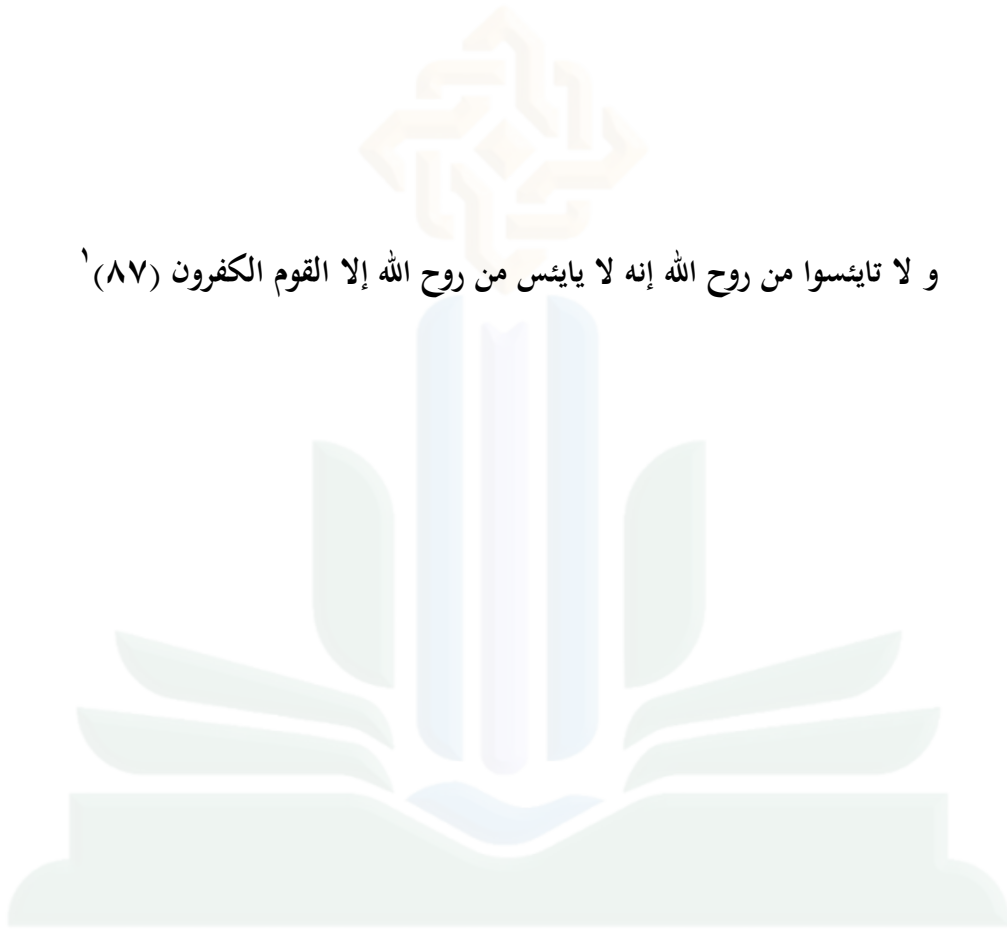 و لا تايئسوا من روح الله إنه لا يايئس من روح الله إلا القوم الكفرون (٨٧)١